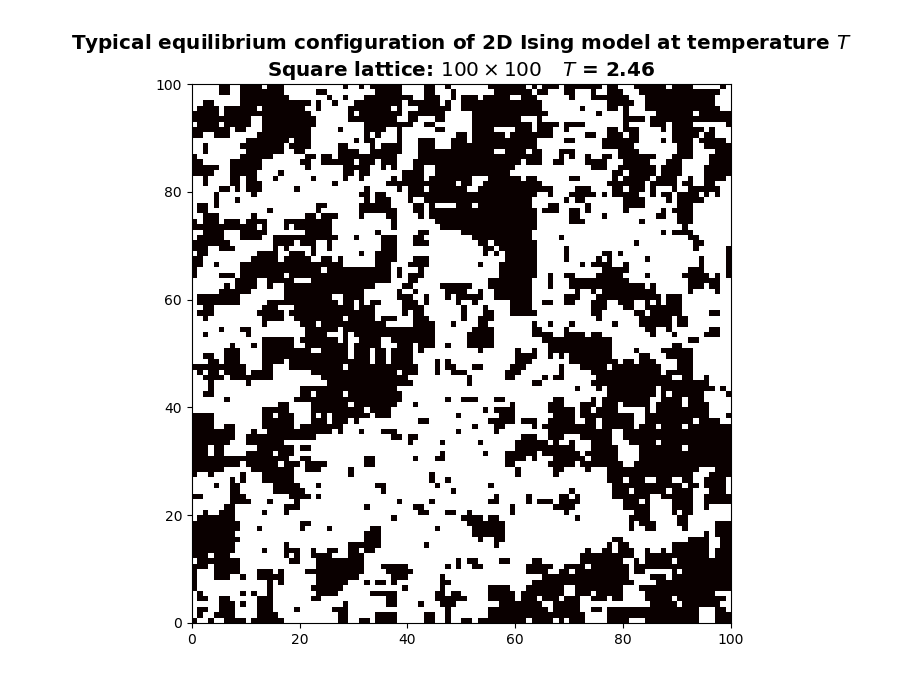 Typical equilibrium configuration of 2D Ising model at temperature T
Square lattice: 100 × 100 T = 2.46
100
80
60
40
20
0
0 20 40 60 80 100